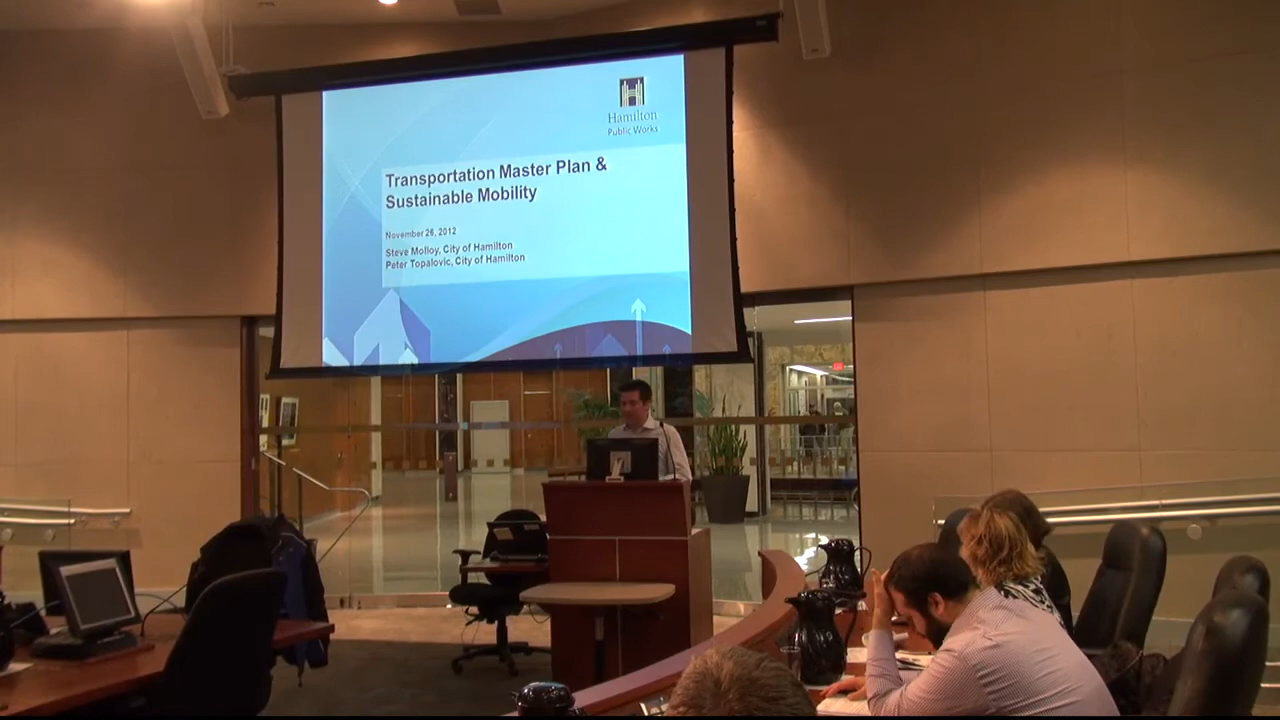 Hamilton
Public Works
Transportation Master Plan &
Sustainable Mobility
November 26, 2012
Steve Molloy, City of Hamilton
Peter Topalovic, City of Hamilton